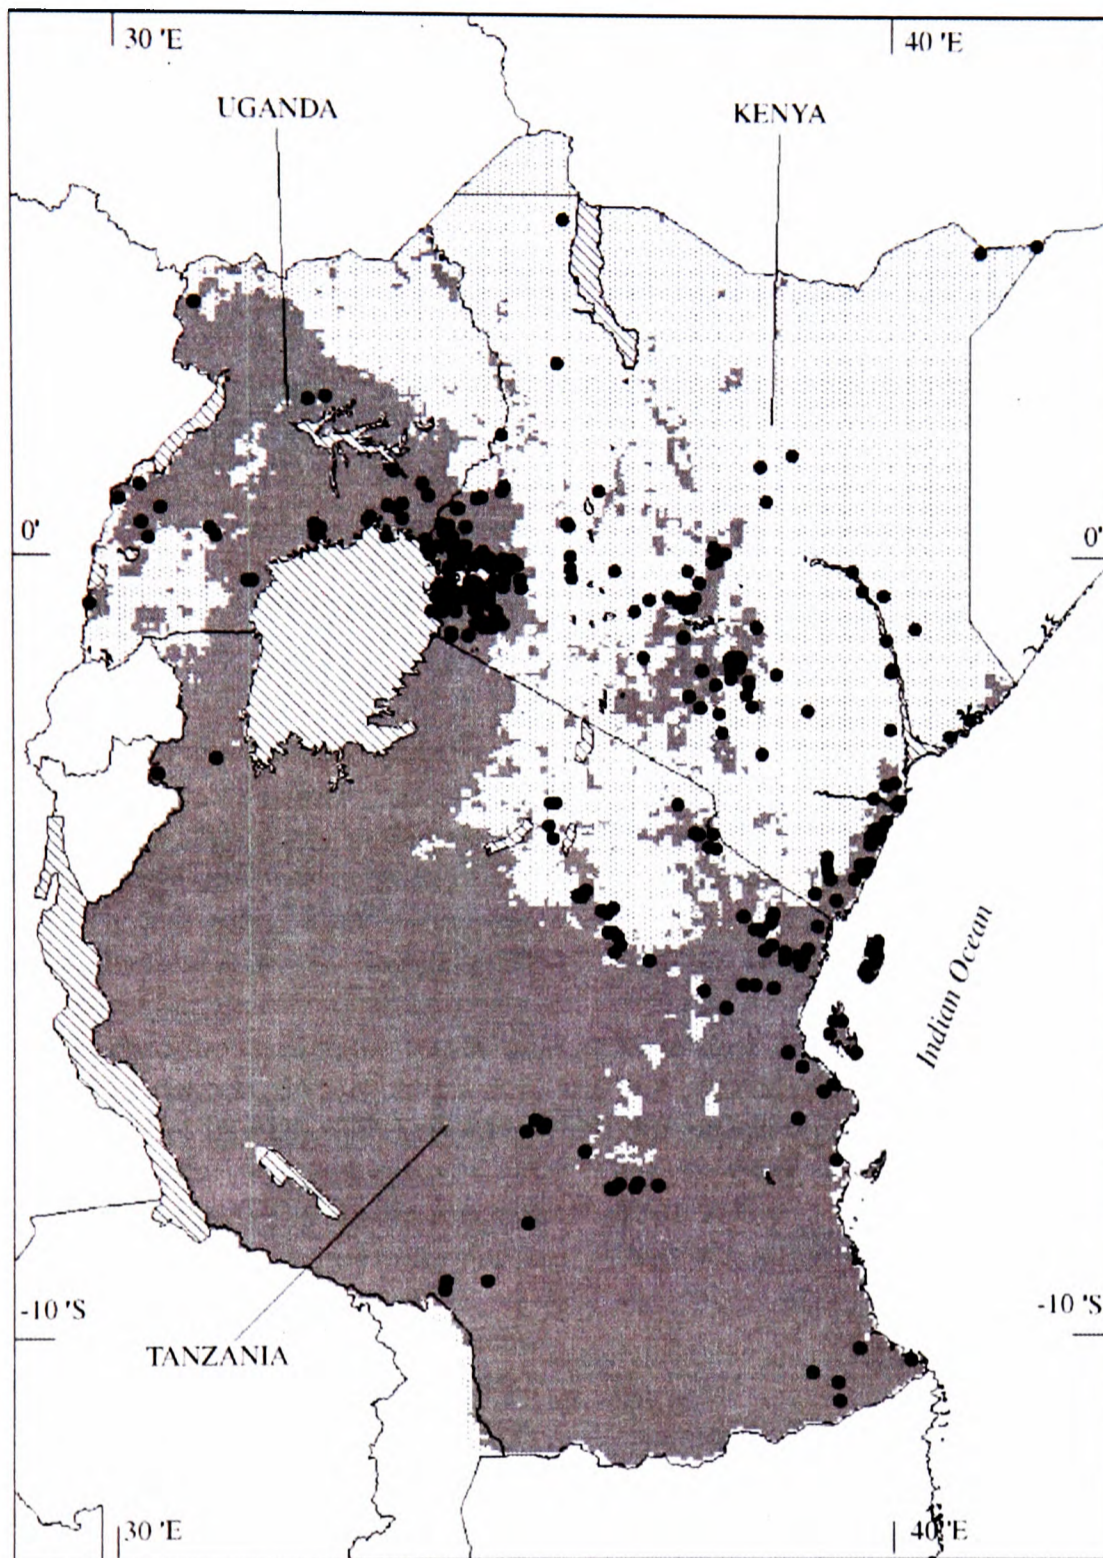 30 'E
40 'E
UGANDA
KENYA
0'
0'
Indian Ocean
-10 'S
-10 'S
TANZANIA
30 'E
40 'E